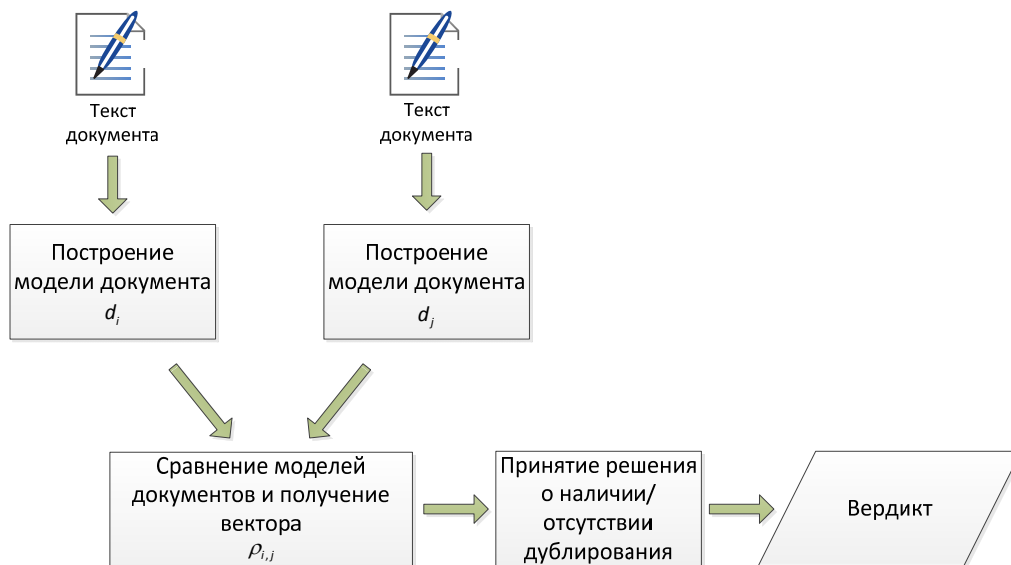 Текст
документа
Текст
документа
Построение
модели документа
d_i
Построение
модели документа
d_j
Сравнение моделей
документов и получение
вектора
ρ_{i,j}
Принятие решения
о наличии/
отсутствии
дублирования
Вердикт